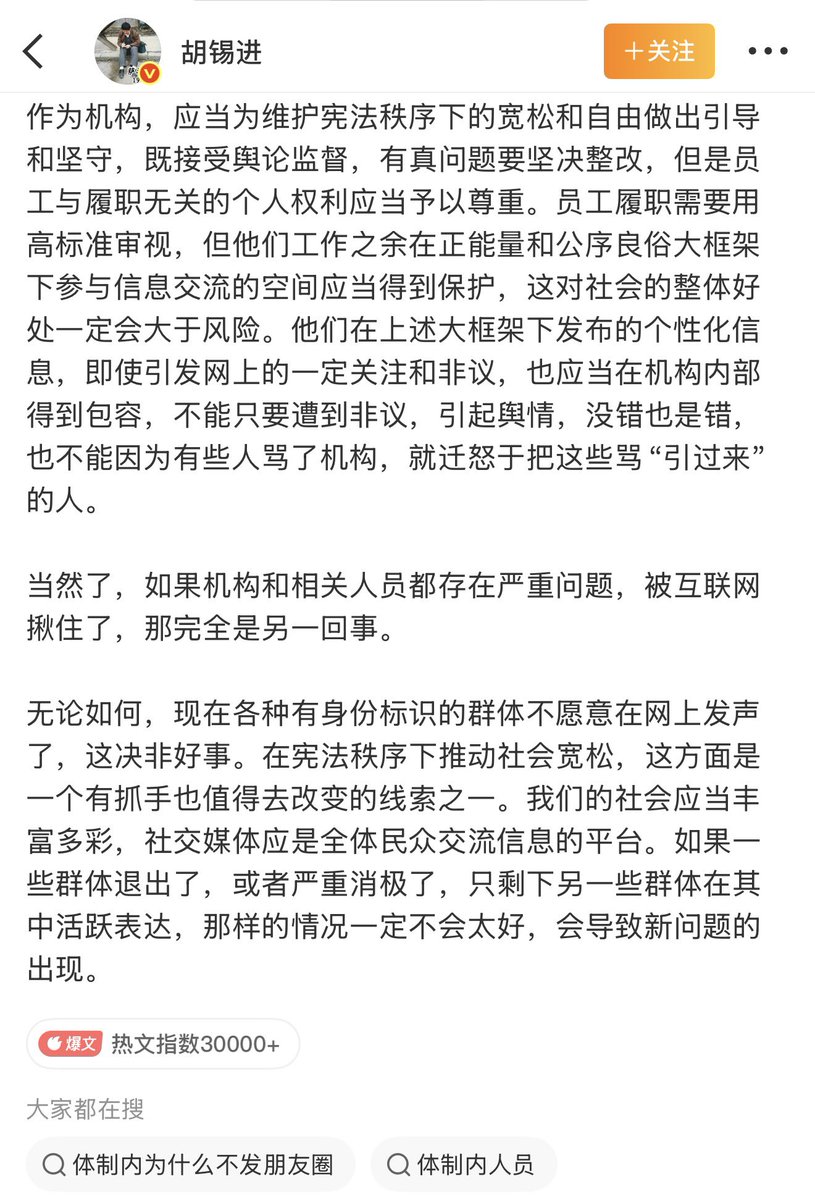 胡锡进
＋关注
作为机构，应当为维护宪法秩序下的宽松和自由做出引导
和坚守，既接受舆论监督，有真问题要坚决整改，但是员
工与履职无关的个人权利应当予以尊重。员工履职需要用
高标准审视，但他们工作之余在正能量和公序良俗大框架
下参与信息交流的空间应当得到保护，这对社会的整体好
处一定会大于风险。他们在上述大框架下发布的个性化信
息，即使引发网上的一定关注和非议，也应当在机构内部
得到包容，不能只要遭到非议，引起舆情，没错也是错，
也不能因为有些人骂了机构，就迁怒于把这些骂“引过来”
的人。
当然了，如果机构和相关人员都存在严重问题，被互联网
揪住了，那完全是另一回事。
无论如何，现在各种有身份标识的群体不愿意在网上发声
了，这决非好事。在宪法秩序下推动社会宽松，这方面是
一个有抓手也值得去改变的线索之一。我们的社会应当丰
富多彩，社交媒体应是全体民众交流信息的平台。如果一
些群体退出了，或者严重消极了，只剩下另一些群体在其
中活跃表达，那样的情况一定不会太好，会导致新问题的
出现。
爆文 热文指数30000+
大家都在搜
体制内为什么不发朋友圈
体制内人员